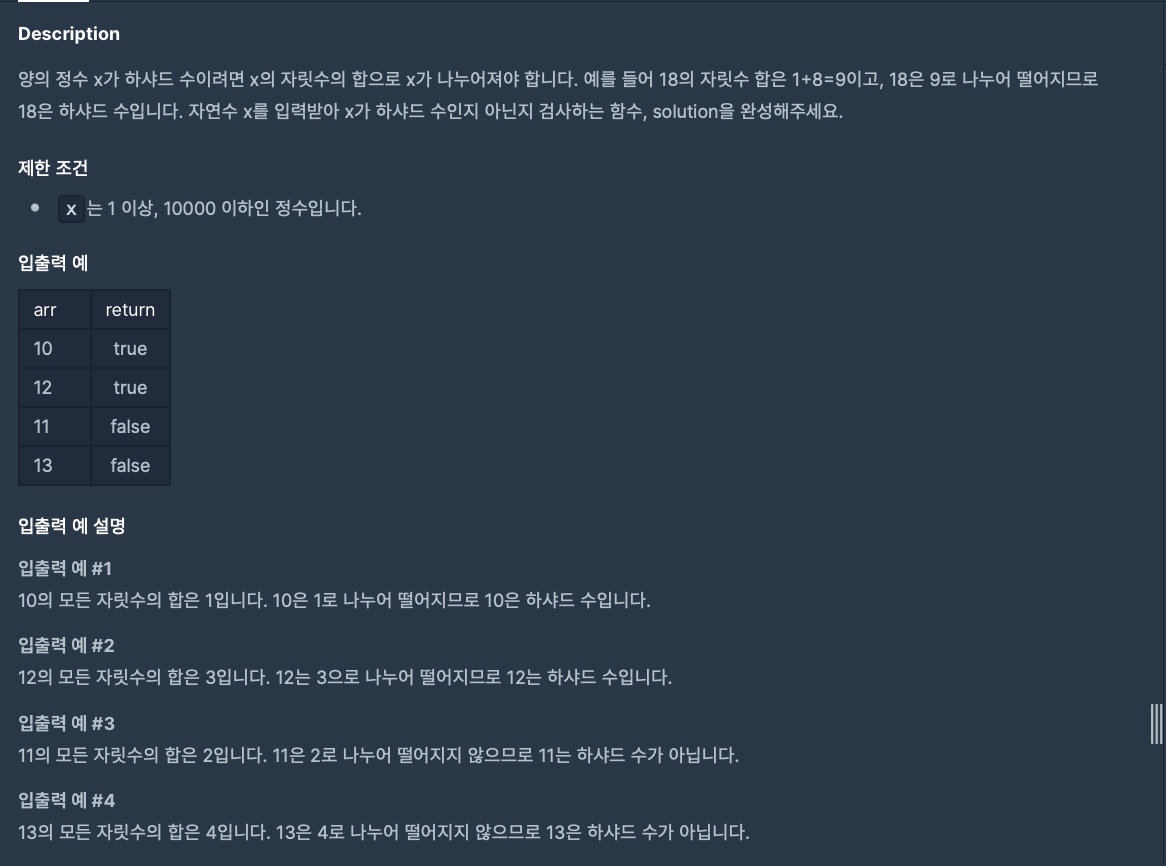 Description
양의 정수 x가 하샤드 수이려면 x의 자릿수의 합으로 x가 나누어져야 합니다. 예를 들어 18의 자릿수 합은 1+8=9이고, 18은 9로 나누어 떨어지므로
18은 하샤드 수입니다. 자연수 x를 입력받아 x가 하샤드 수인지 아닌지 검사하는 함수, solution을 완성해주세요.
제한 조건
x 는 1 이상, 10000 이하인 정수입니다.
입출력 예
arr return
10 true
12 true
11 false
13 false
입출력 예 설명
입출력 예 #1
10의 모든 자릿수의 합은 1입니다. 10은 1로 나누어 떨어지므로 10은 하샤드 수입니다.
입출력 예 #2
12의 모든 자릿수의 합은 3입니다. 12는 3으로 나누어 떨어지므로 12는 하샤드 수입니다.
입출력 예 #3
11의 모든 자릿수의 합은 2입니다. 11은 2로 나누어 떨어지지 않으므로 11는 하샤드 수가 아닙니다.
입출력 예 #4
13의 모든 자릿수의 합은 4입니다. 13은 4로 나누어 떨어지지 않으므로 13은 하샤드 수가 아닙니다.